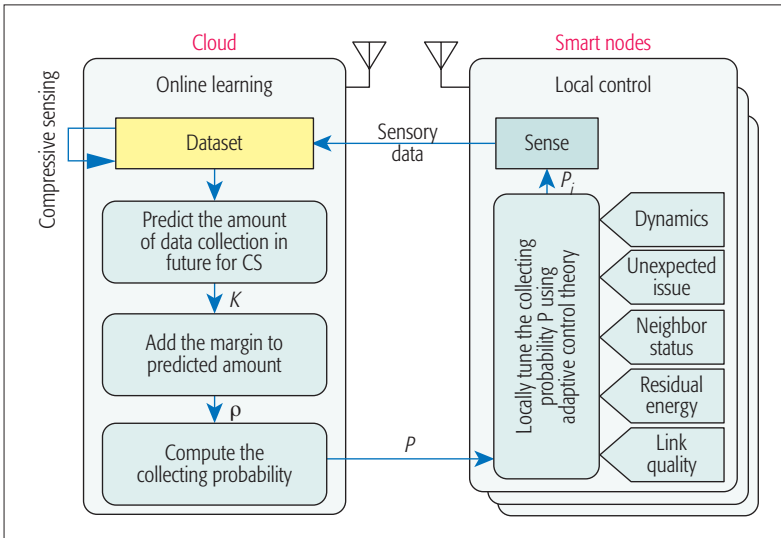 Cloud
Online learning
Compressive sensing
Dataset
Predict the amount
of data collection in
future for CS
K
Add the margin to
predicted amount
ρ
Compute the
collecting probability
Sensory
data
P
Smart nodes
Local control
Sense
P_i
Locally tune the collecting
probability P using
adaptive control theory
Dynamics
Unexpected
issue
Neighbor
status
Residual
energy
Link
quality